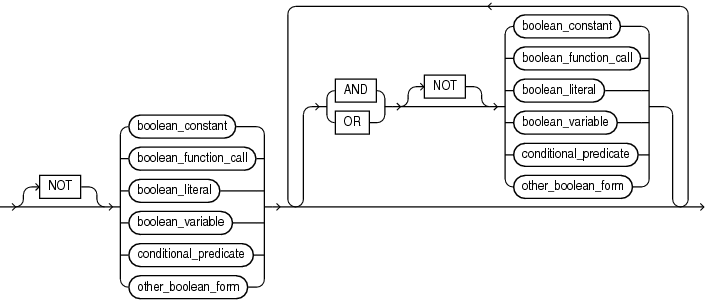 NOT
boolean_constant
boolean_function_call
boolean_literal
boolean_variable
conditional_predicate
other_boolean_form
AND
OR
NOT
boolean_constant
boolean_function_call
boolean_literal
boolean_variable
conditional_predicate
other_boolean_form